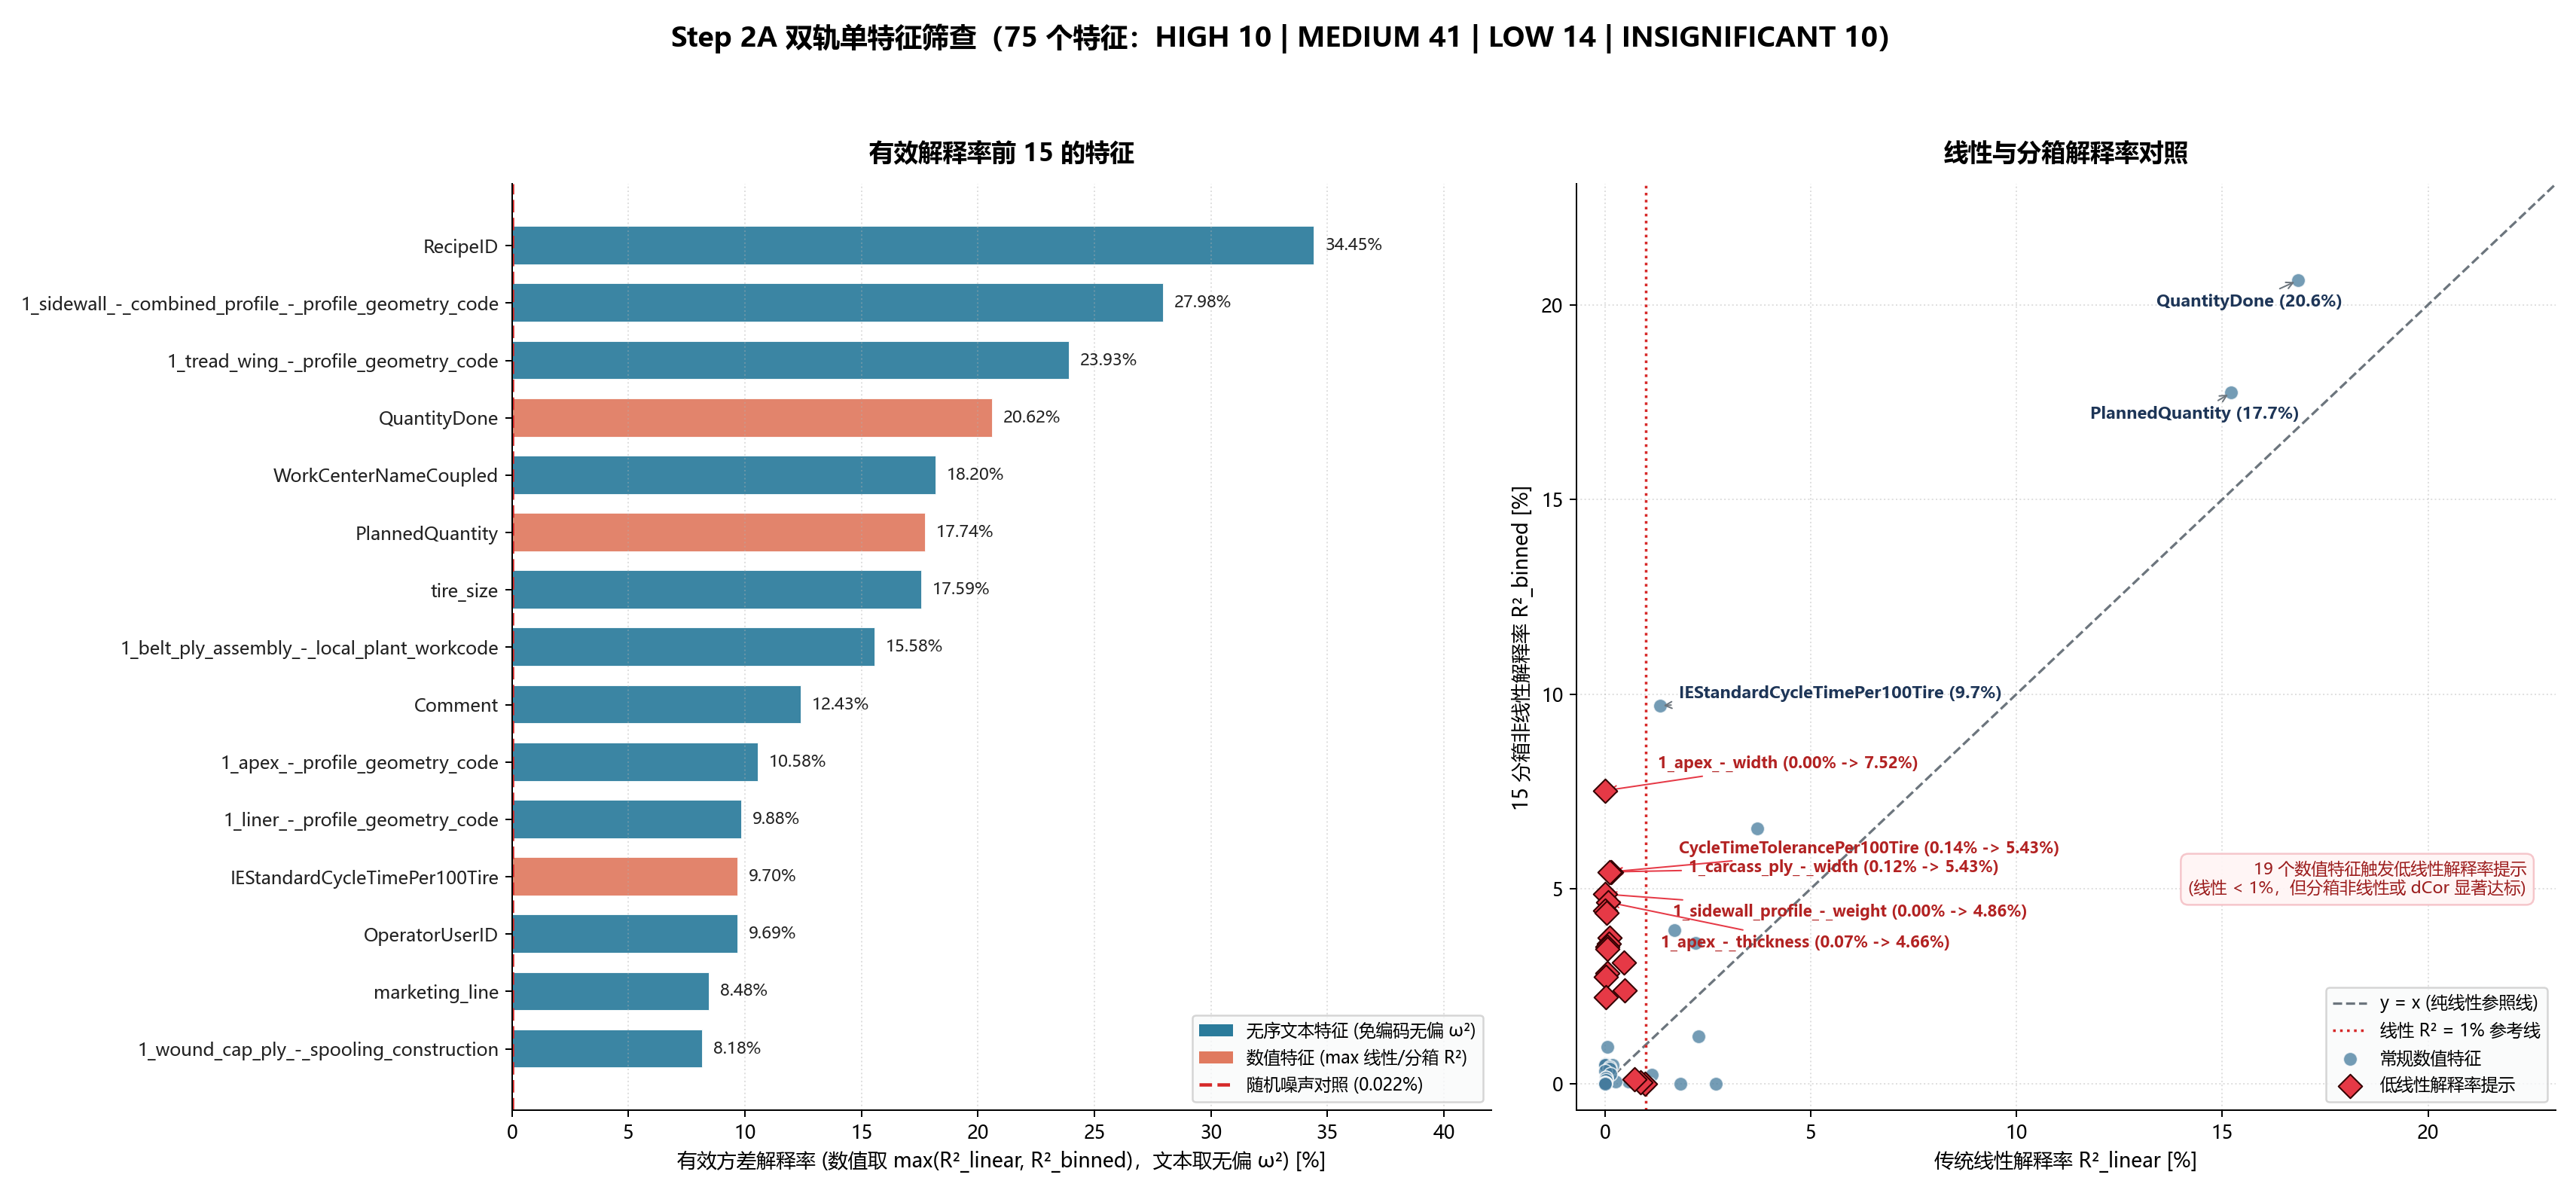 Step 2A 双轨单特征筛查（75 个特征：HIGH 10 | MEDIUM 41 | LOW 14 | INSIGNIFICANT 10）
有效解释率前 15 的特征
RecipeID
34.45%
1_sidewall_-_combined_profile_-_profile_geometry_code
27.98%
1_tread_wing_-_profile_geometry_code
23.93%
QuantityDone
20.62%
WorkCenterNameCoupled
18.20%
PlannedQuantity
17.74%
tire_size
17.59%
1_belt_ply_assembly_-_local_plant_workcode
15.58%
Comment
12.43%
1_apex_-_profile_geometry_code
10.58%
1_liner_-_profile_geometry_code
9.88%
IEStandardCycleTimePer100Tire
9.70%
OperatorUserID
9.69%
marketing_line
8.48%
1_wound_cap_ply_-_spooling_construction
8.18%
无序文本特征 (免编码无偏 ω²)
数值特征 (max 线性/分箱 R²)
随机噪声对照 (0.022%)
0 5 10 15 20 25 30 35 40
有效方差解释率 (数值取 max(R²_linear, R²_binned)，文本取无偏 ω²) [%]
线性与分箱解释率对照
15 分箱非线性解释率 R²_binned [%]
20
15
10
5
0
QuantityDone (20.6%)
PlannedQuantity (17.7%)
IEStandardCycleTimePer100Tire (9.7%)
1_apex_-_width (0.00% -> 7.52%)
CycleTimeTolerancePer100Tire (0.14% -> 5.43%)
1_carcass_ply_-_width (0.12% -> 5.43%)
1_sidewall_profile_-_weight (0.00% -> 4.86%)
1_apex_-_thickness (0.07% -> 4.66%)
19 个数值特征触发低线性解释率提示
(线性 < 1%，但分箱非线性或 dCor 显著达标)
y = x (纯线性参照线)
线性 R² = 1% 参考线
常规数值特征
低线性解释率提示
0 5 10 15 20
传统线性解释率 R²_linear [%]